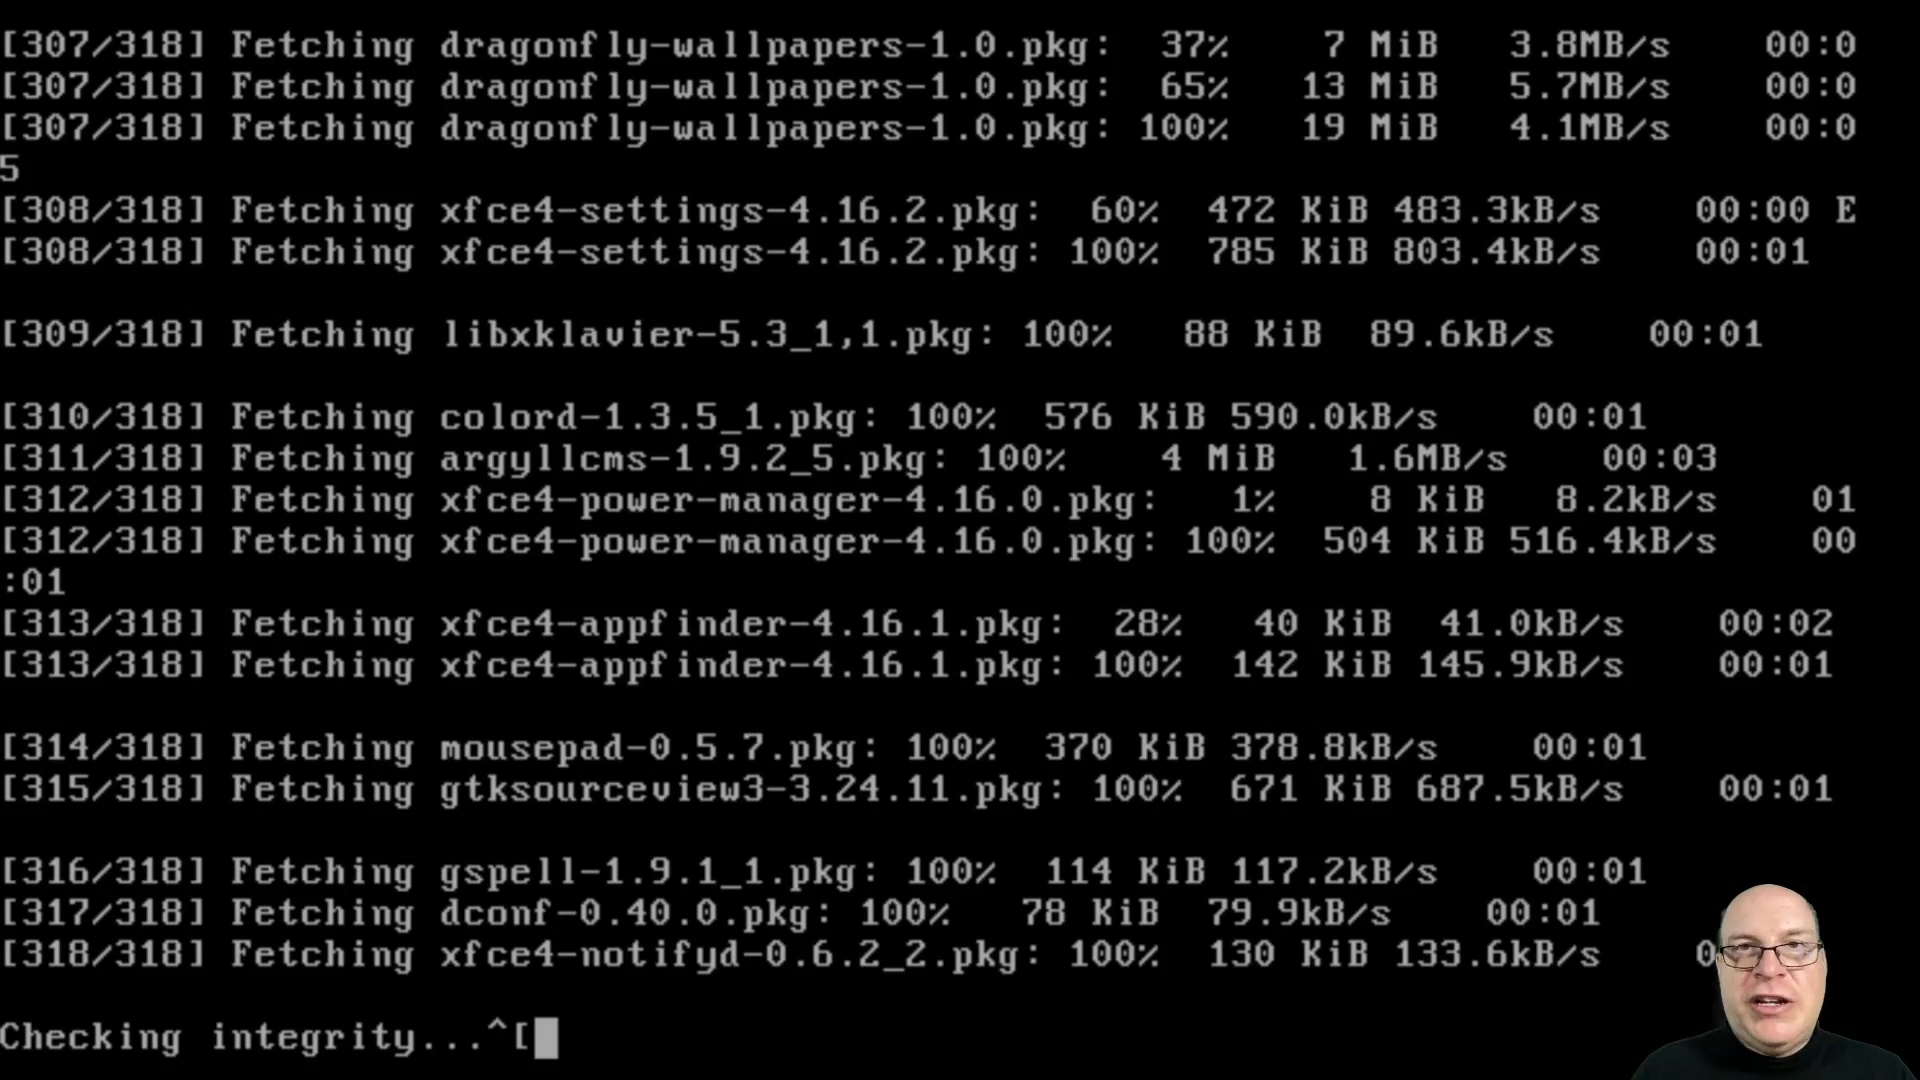 [307/318] Fetching dragonfly-wallpapers-1.0.pkg:  37%    7 MiB   3.8MB/s    00:0
[307/318] Fetching dragonfly-wallpapers-1.0.pkg:  65%   13 MiB   5.7MB/s    00:0
[307/318] Fetching dragonfly-wallpapers-1.0.pkg: 100%   19 MiB   4.1MB/s    00:0
5
[308/318] Fetching xfce4-settings-4.16.2.pkg:  60%  472 KiB 483.3kB/s    00:00 E
[308/318] Fetching xfce4-settings-4.16.2.pkg: 100%  785 KiB 803.4kB/s    00:01
[309/318] Fetching libxklavier-5.3_1,1.pkg: 100%   88 KiB  89.6kB/s    00:01
[310/318] Fetching colord-1.3.5_1.pkg: 100%  576 KiB 590.0kB/s    00:01
[311/318] Fetching argyllcms-1.9.2_5.pkg: 100%    4 MiB   1.6MB/s    00:03
[312/318] Fetching xfce4-power-manager-4.16.0.pkg:   1%    8 KiB   8.2kB/s    01
[312/318] Fetching xfce4-power-manager-4.16.0.pkg: 100%  504 KiB 516.4kB/s    00
:01
[313/318] Fetching xfce4-appfinder-4.16.1.pkg:  28%   40 KiB  41.0kB/s    00:02
[313/318] Fetching xfce4-appfinder-4.16.1.pkg: 100%  142 KiB 145.9kB/s    00:01
[314/318] Fetching mousepad-0.5.7.pkg: 100%  370 KiB 378.8kB/s    00:01
[315/318] Fetching gtksourceview3-3.24.11.pkg: 100%  671 KiB 687.5kB/s    00:01
[316/318] Fetching gspell-1.9.1_1.pkg: 100%  114 KiB 117.2kB/s    00:01
[317/318] Fetching dconf-0.40.0.pkg: 100%   78 KiB  79.9kB/s    00:01
[318/318] Fetching xfce4-notifyd-0.6.2_2.pkg: 100%  130 KiB 133.6kB/s    0
Checking integrity...^[